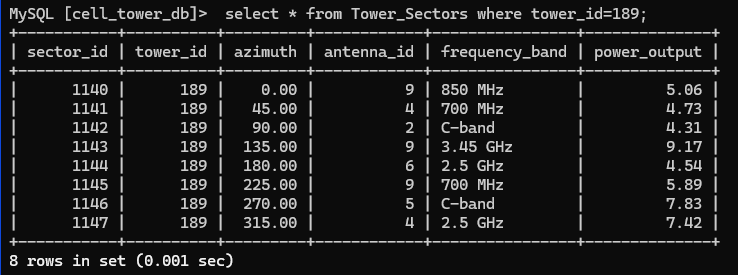 MySQL [cell_tower_db]>  select * from Tower_Sectors where tower_id=189;
+-----------+----------+---------+------------+----------------+--------------+
| sector_id | tower_id | azimuth | antenna_id | frequency_band | power_output |
+-----------+----------+---------+------------+----------------+--------------+
|      1140 |      189 |    0.00 |          9 | 850 MHz        |         5.06 |
|      1141 |      189 |   45.00 |          4 | 700 MHz        |         4.73 |
|      1142 |      189 |   90.00 |          2 | C-band         |         4.31 |
|      1143 |      189 |  135.00 |          9 | 3.45 GHz       |         9.17 |
|      1144 |      189 |  180.00 |          6 | 2.5 GHz        |         4.54 |
|      1145 |      189 |  225.00 |          9 | 700 MHz        |         5.89 |
|      1146 |      189 |  270.00 |          5 | C-band         |         7.83 |
|      1147 |      189 |  315.00 |          4 | 2.5 GHz        |         7.42 |
+-----------+----------+---------+------------+----------------+--------------+
8 rows in set (0.001 sec)